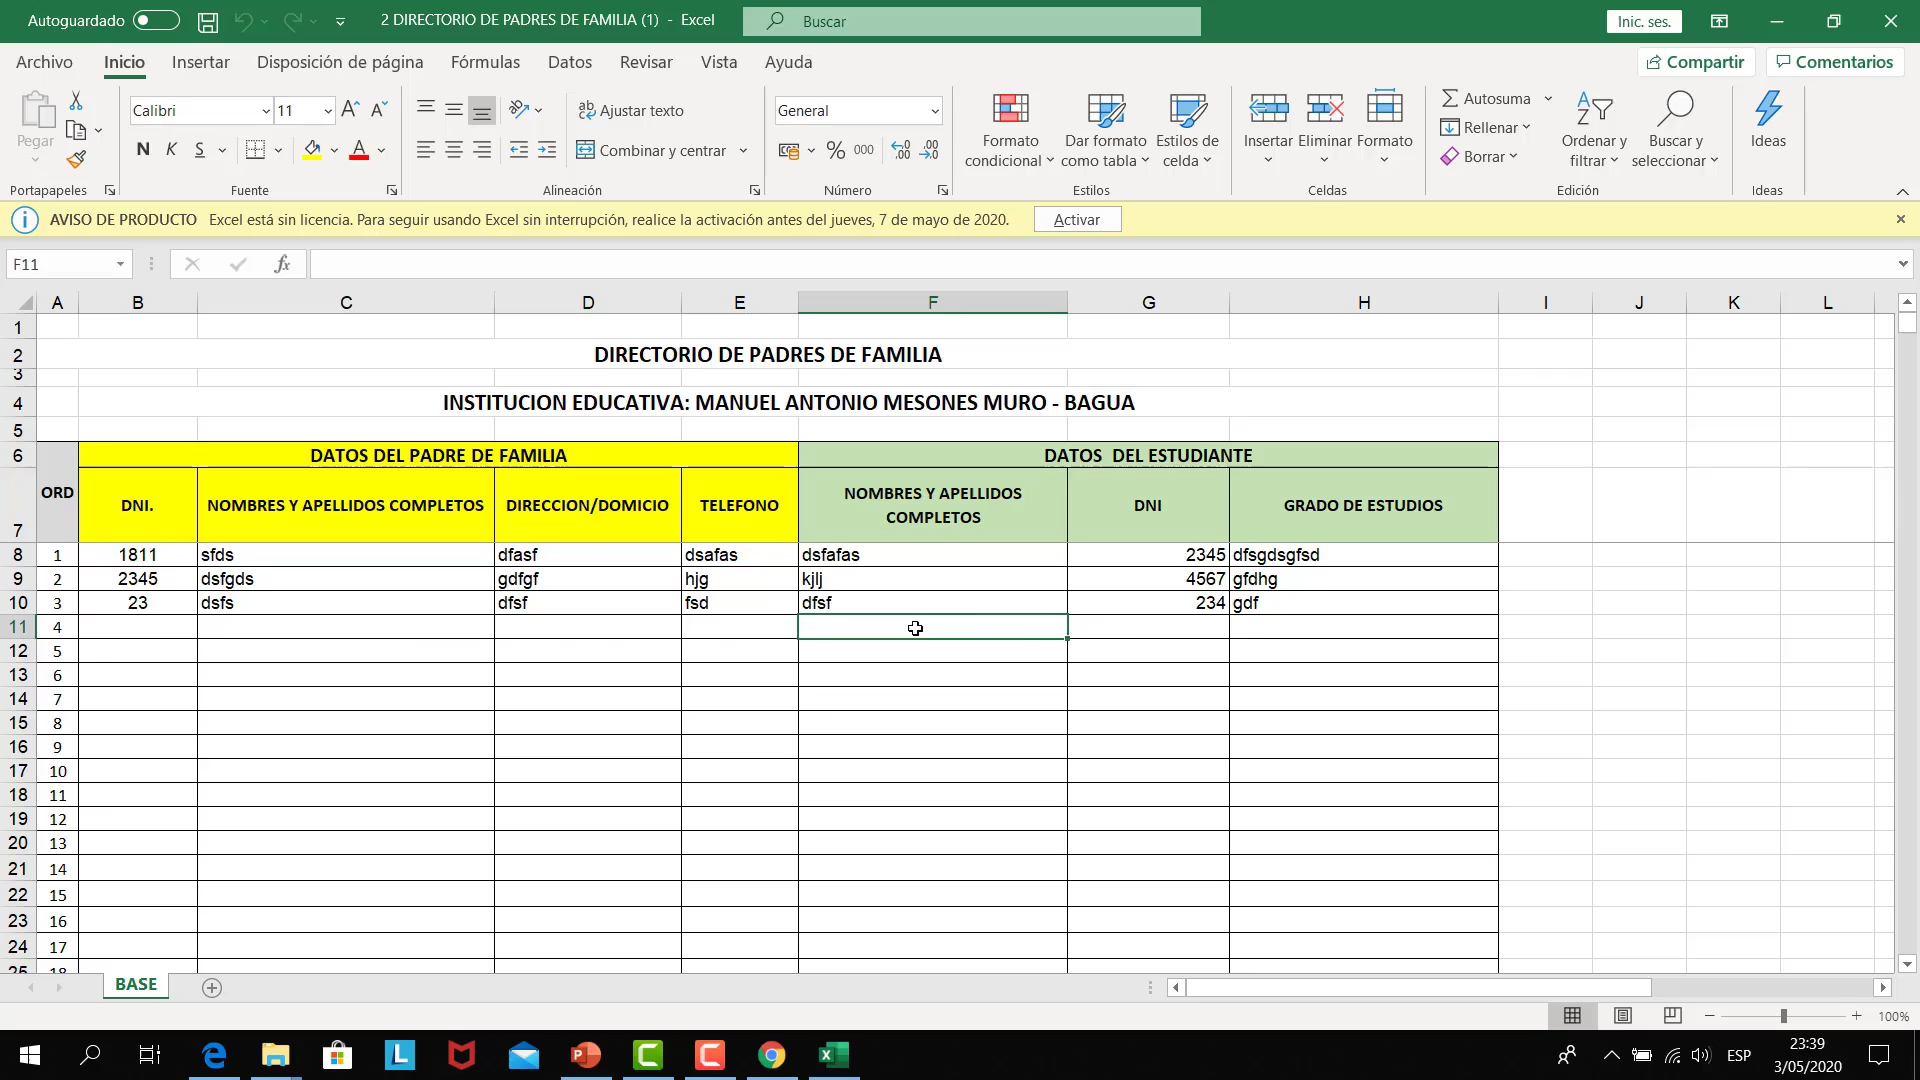 Autoguardado 2 DIRECTORIO DE PADRES DE FAMILIA (1) - Excel Buscar Inic. ses.
Archivo Inicio Insertar Disposición de página Fórmulas Datos Revisar Vista Ayuda Compartir Comentarios
Pegar
Calibri 11
N K S
Ajustar texto
Combinar y centrar
General
% 000
Formato condicional
Dar formato como tabla
Estilos de celda
Insertar Eliminar Formato
Autosuma
Rellenar
Borrar
Ordenar y filtrar
Buscar y seleccionar
Ideas
Portapapeles Fuente Alineación Número Estilos Celdas Edición Ideas
AVISO DE PRODUCTO Excel está sin licencia. Para seguir usando Excel sin interrupción, realice la activación antes del jueves, 7 de mayo de 2020. Activar
F11 fx
A B C D E F G H I J K L
1
2 DIRECTORIO DE PADRES DE FAMILIA
3
4 INSTITUCION EDUCATIVA: MANUEL ANTONIO MESONES MURO - BAGUA
5
6 DATOS DEL PADRE DE FAMILIA DATOS DEL ESTUDIANTE
7 ORD DNI. NOMBRES Y APELLIDOS COMPLETOS DIRECCION/DOMICIO TELEFONO NOMBRES Y APELLIDOS COMPLETOS DNI GRADO DE ESTUDIOS
8 1 1811 sfds dfasf dsafas dsfafas 2345 dfsgdsgfsd
9 2 2345 dsfgds gdfgf hjg kjlj 4567 gfdhg
10 3 23 dsfs dfsf fsd dfsf 234 gdf
11 4
12 5
13 6
14 7
15 8
16 9
17 10
18 11
19 12
20 13
21 14
22 15
23 16
24 17
25 18
BASE
100%
ESP 23:39
3/05/2020